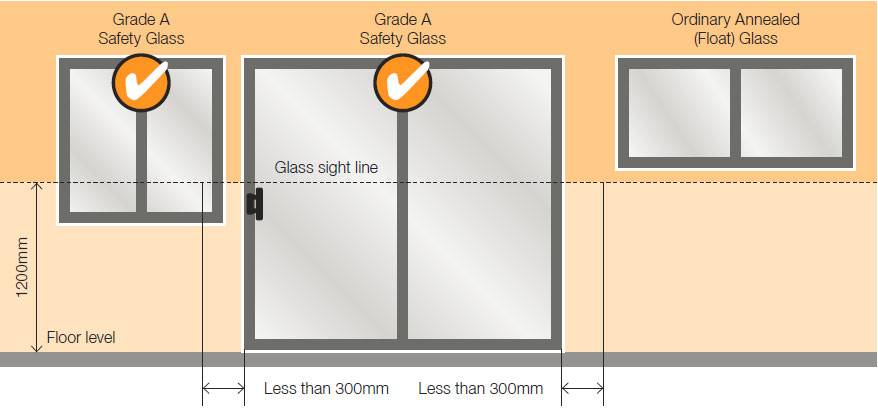 Grade A
Safety Glass
Grade A
Safety Glass
Ordinary Annealed
(Float) Glass
Glass sight line
1200mm
Floor level
Less than 300mm
Less than 300mm